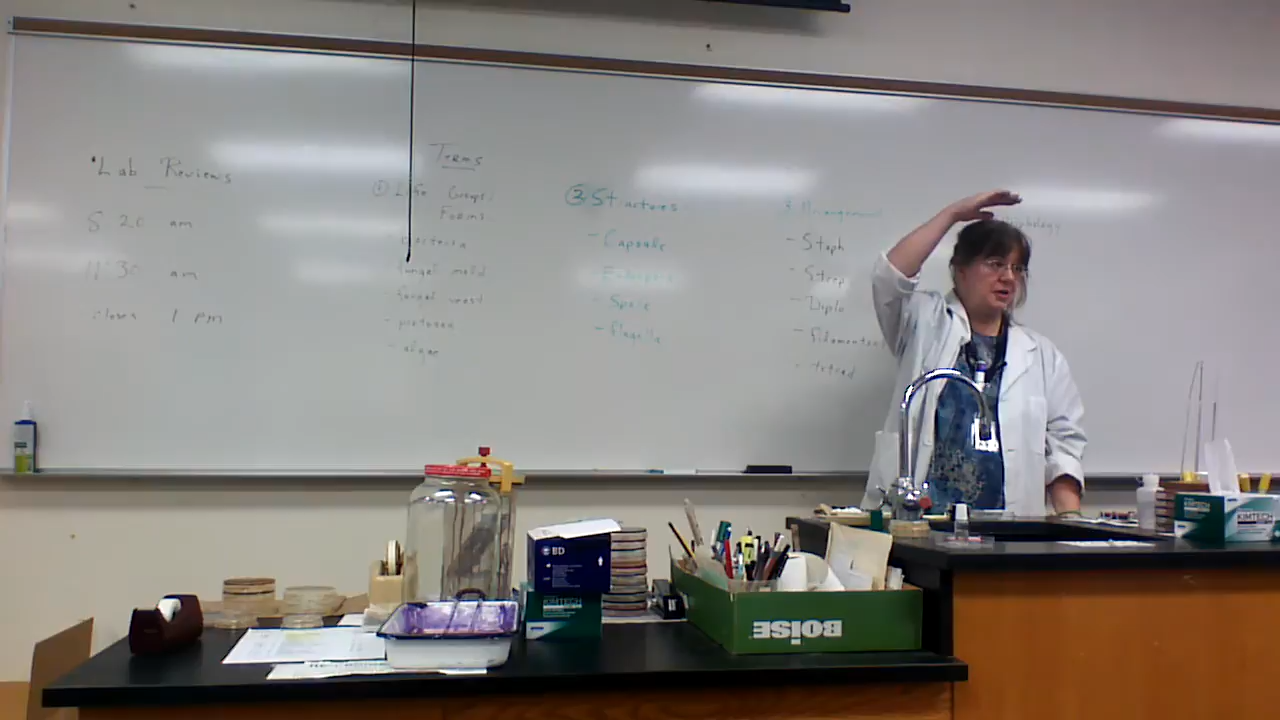 Lab Reviews
8 20 am
11:30 am
closes 1 pm
Terms
① Life Groups/
Forms
bacteria
- fungal mold
- fungal yeast
- protozoa
- algae
② Structures
- Capsule
- Spore
- flagella
3 Arrangement
- Staph
- Strep
- Diplo
- filamentous
- tetrad
BD
KIMTECH
BOISE
KIMTECH
KIMTECH